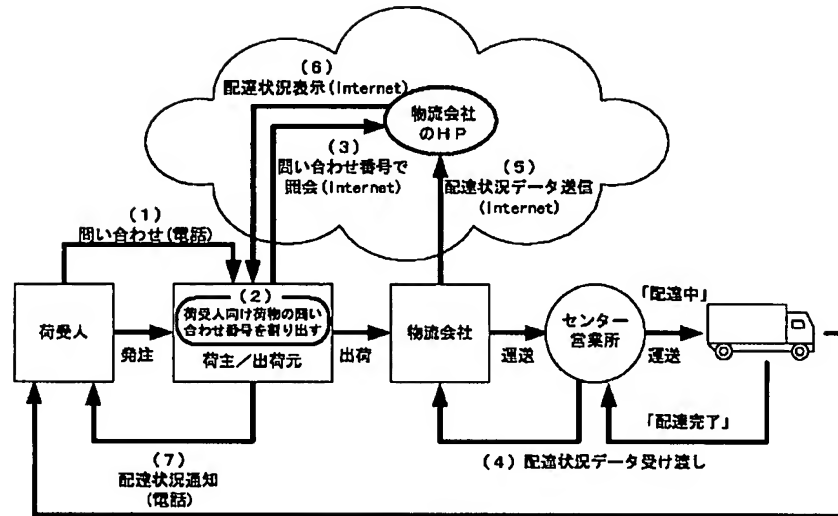 (6)
配達状況表示(Internet)
物流会社
のHP
(3)
問い合わせ番号で
照会(Internet)
(5)
配達状況データ送信
(Internet)
(1)
問い合わせ(電話)
荷受人
発注
(2)
荷受人向け荷物の問い
合わせ番号を割り出す
荷主/出荷元
出荷
物流会社
運送
センター
営業所
「配達中」
運送
「配達完了」
(4)配達状況データ受け渡し
(7)
配達状況通知
(電話)